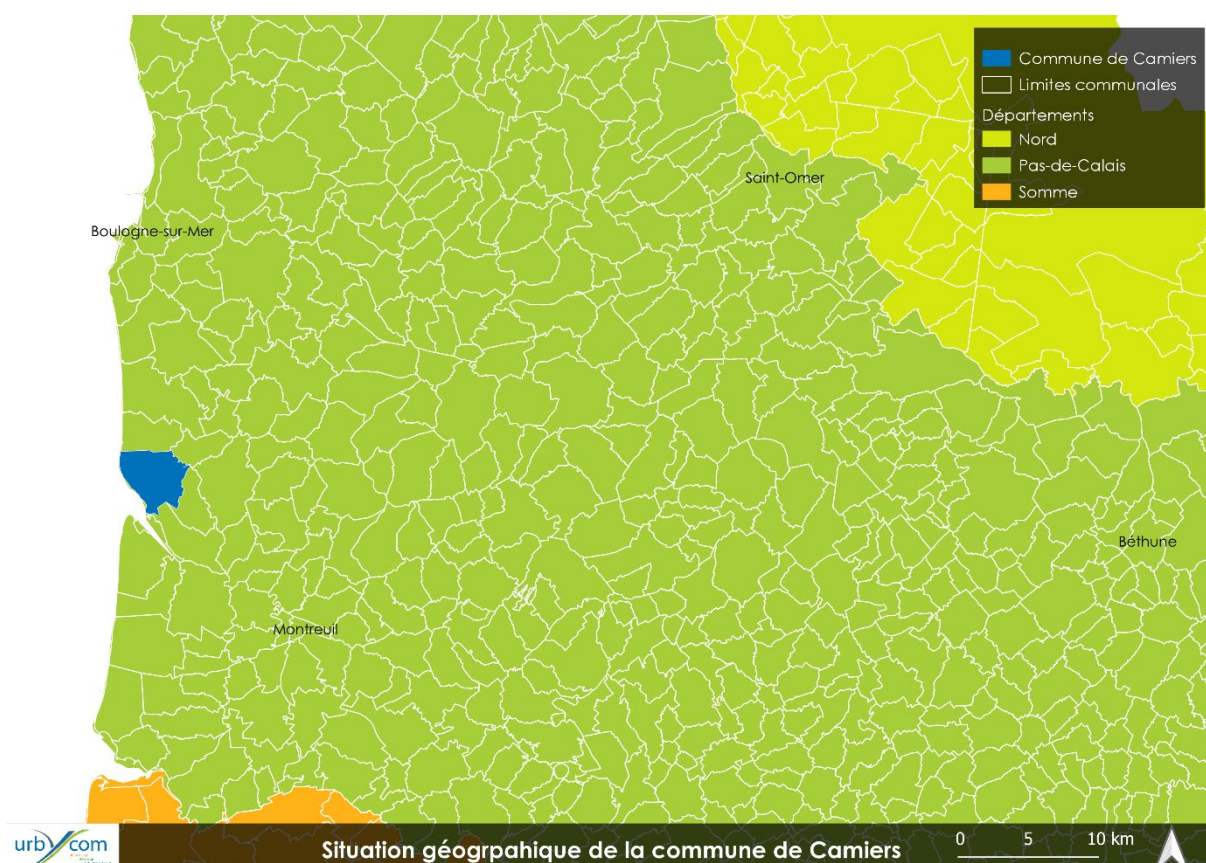 Commune de Camiers
Limites communales
Départements
Nord
Pas-de-Calais
Somme
Saint-Omer
Boulogne-sur-Mer
Béthune
Montreuil
urbycom
Situation géogrpahique de la commune de Camiers
0 5 10 km